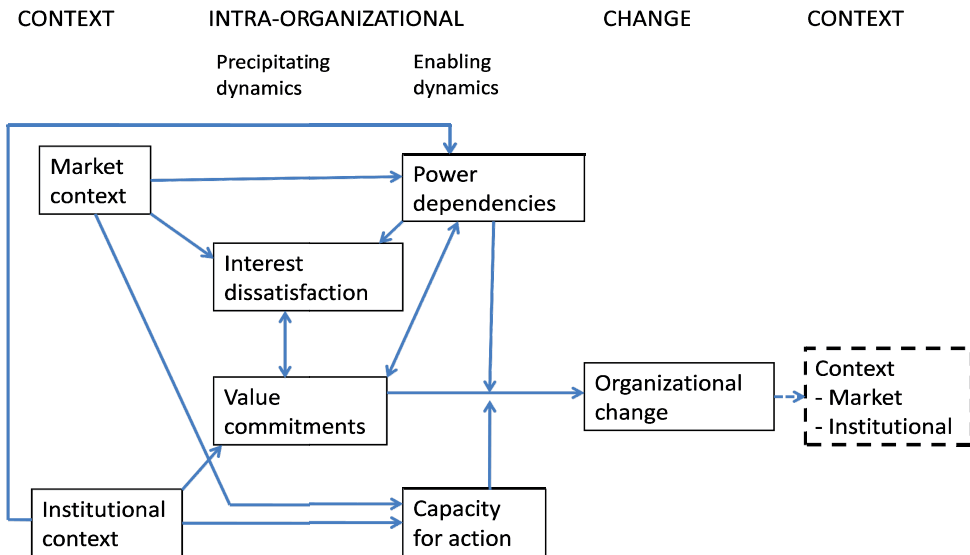 CONTEXT
INTRA-ORGANIZATIONAL
CHANGE
CONTEXT
Precipitating
dynamics
Enabling
dynamics
Market
context
Power
dependencies
Interest
dissatisfaction
Value
commitments
Organizational
change
Context
- Market
- Institutional
Institutional
context
Capacity
for action